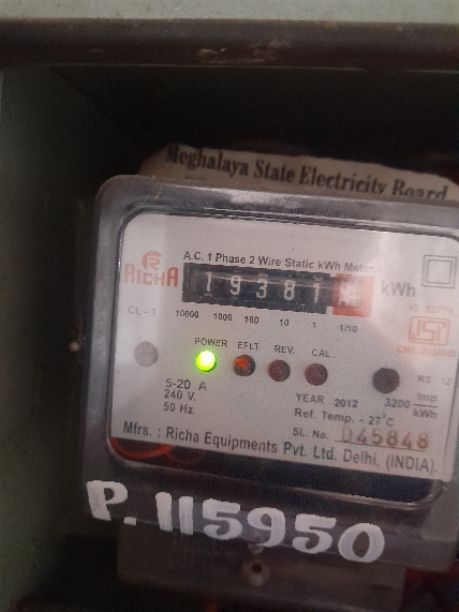 Meghalaya State Electricity Board
RICHA
A.C. 1 Phase 2 Wire Static kWh Meter
19381
kWh
CL - 1
10000 1000 100 10 1 1/10
POWER EFLT. REV. CAL
5-20 A
240 V.
50 Hz.
RS 12
3200 Imp
kWh
YEAR 2012
Ref. Temp. - 27°C
SL. No. 045848
Mfrs. : Richa Equipments Pvt. Ltd. Delhi, (INDIA).
P. 115950